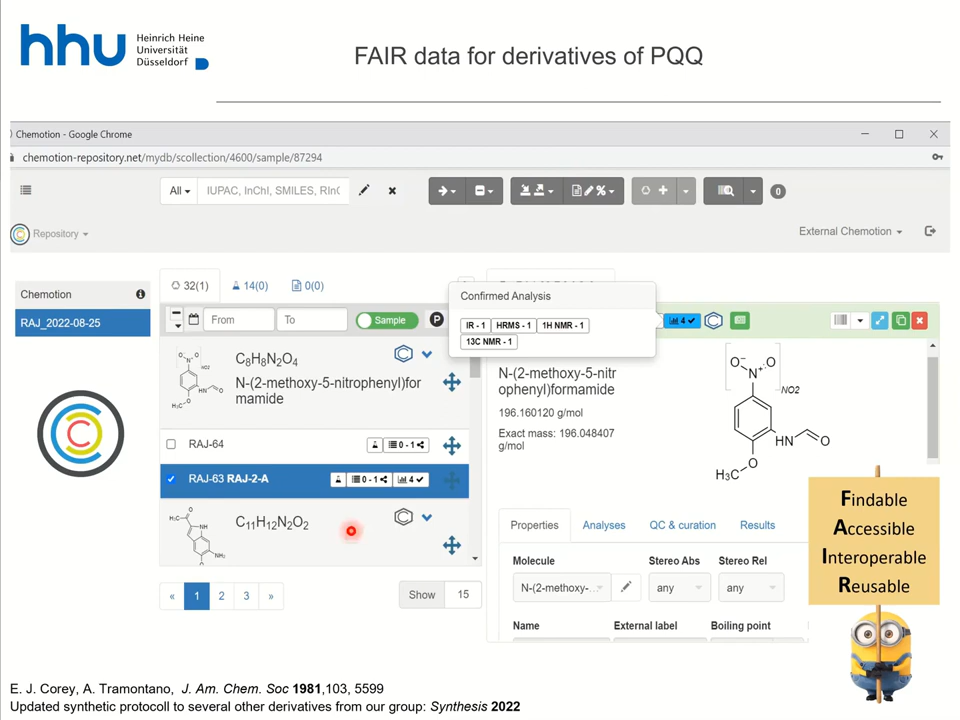 hhu
Heinrich Heine
Universität
Düsseldorf
FAIR data for derivatives of PQQ
Chemotion - Google Chrome
chemotion-repository.net/mydb/scollection/4600/sample/87294
All
IUPAC, InChI, SMILES, RInC
0
Repository
External Chemotion
Chemotion
RAJ_2022-08-25
32(1)
14(0)
0(0)
From
To
Sample
P
Confirmed Analysis
IR - 1
HRMS - 1
1H NMR - 1
13C NMR - 1
4
C8H8N2O4
N-(2-methoxy-5-nitrophenyl)for
mamide
NO2
RAJ-64
0 - 1
RAJ-63 RAJ-2-A
0 - 1
4
C11H12N2O2
«
1
2
3
»
Show
15
N-(2-methoxy-5-nitr
ophenyl)formamide
196.160120 g/mol
Exact mass: 196.048407
g/mol
O⁻
N⁺
O
NO2
HN
O
O
H3C
Properties
Analyses
QC & curation
Results
Molecule
Stereo Abs
Stereo Rel
N-(2-methoxy-...
any
any
Name
External label
Boiling point
Findable
Accessible
Interoperable
Reusable
E. J. Corey, A. Tramontano, J. Am. Chem. Soc 1981,103, 5599
Updated synthetic protocoll to several other derivatives from our group: Synthesis 2022